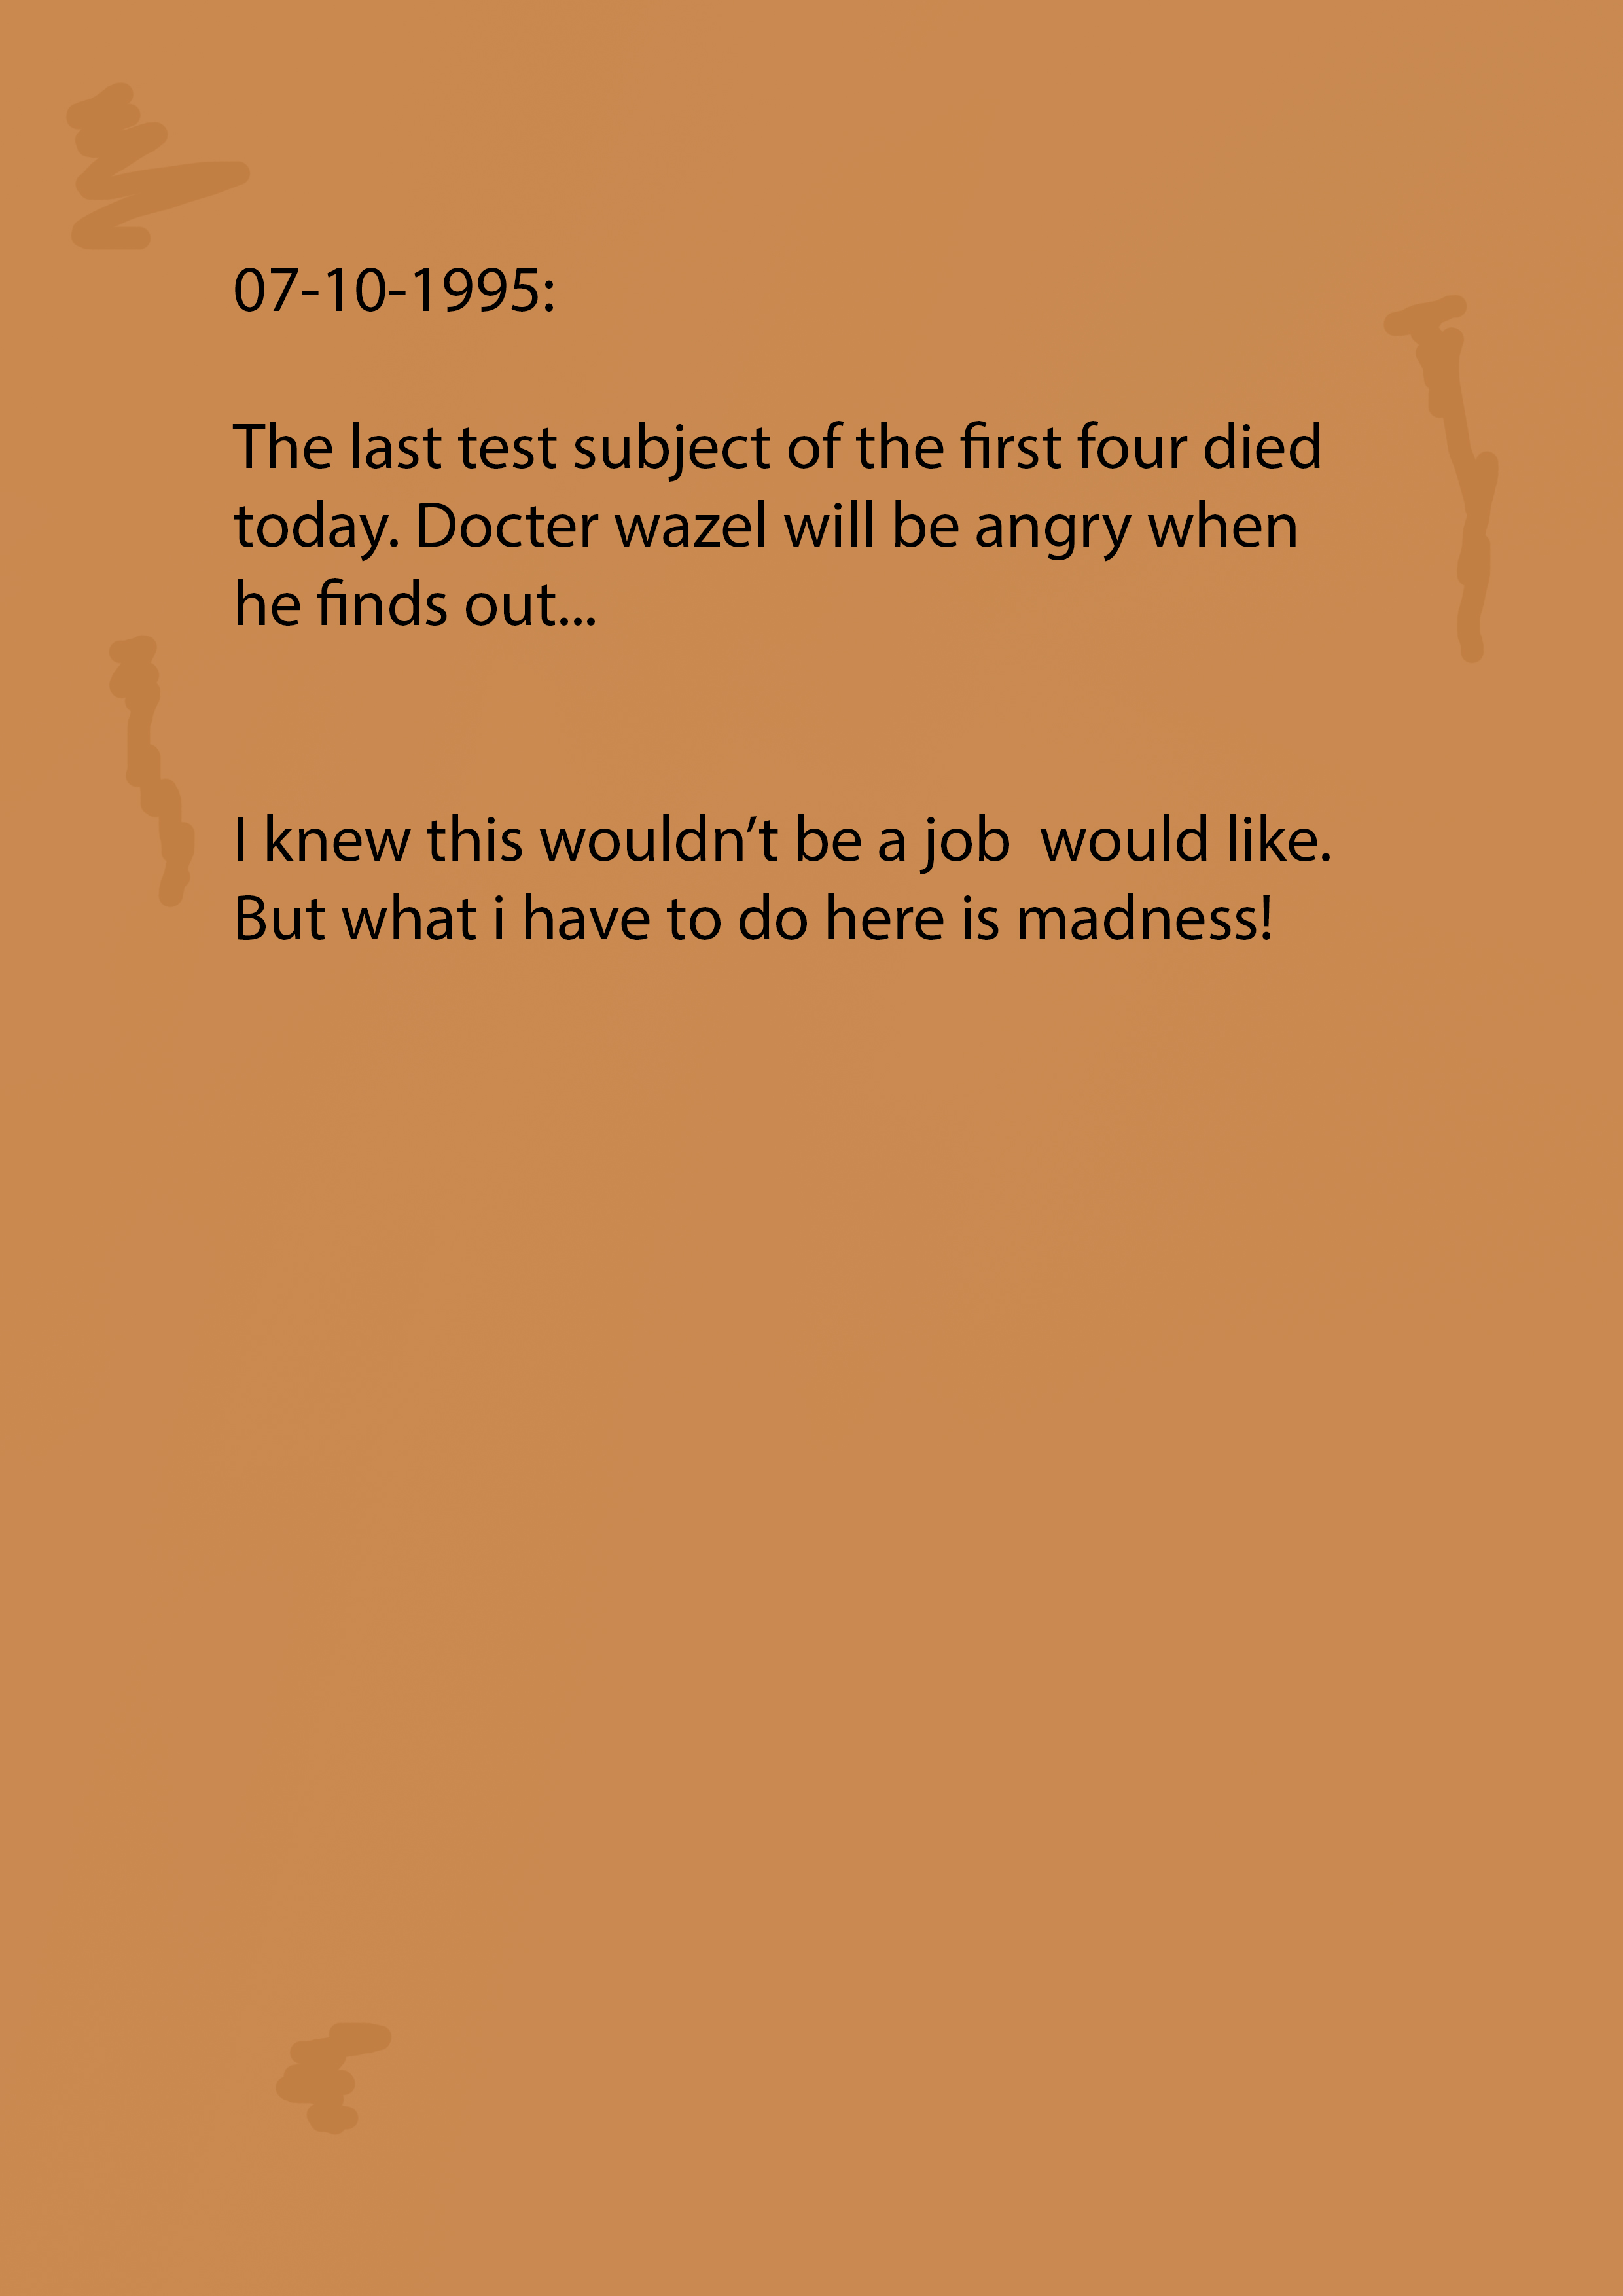 07-10-1995:
The last test subject of the first four died
today. Docter wazel will be angry when
he finds out...
I knew this wouldn’t be a job  would like.
But what i have to do here is madness!